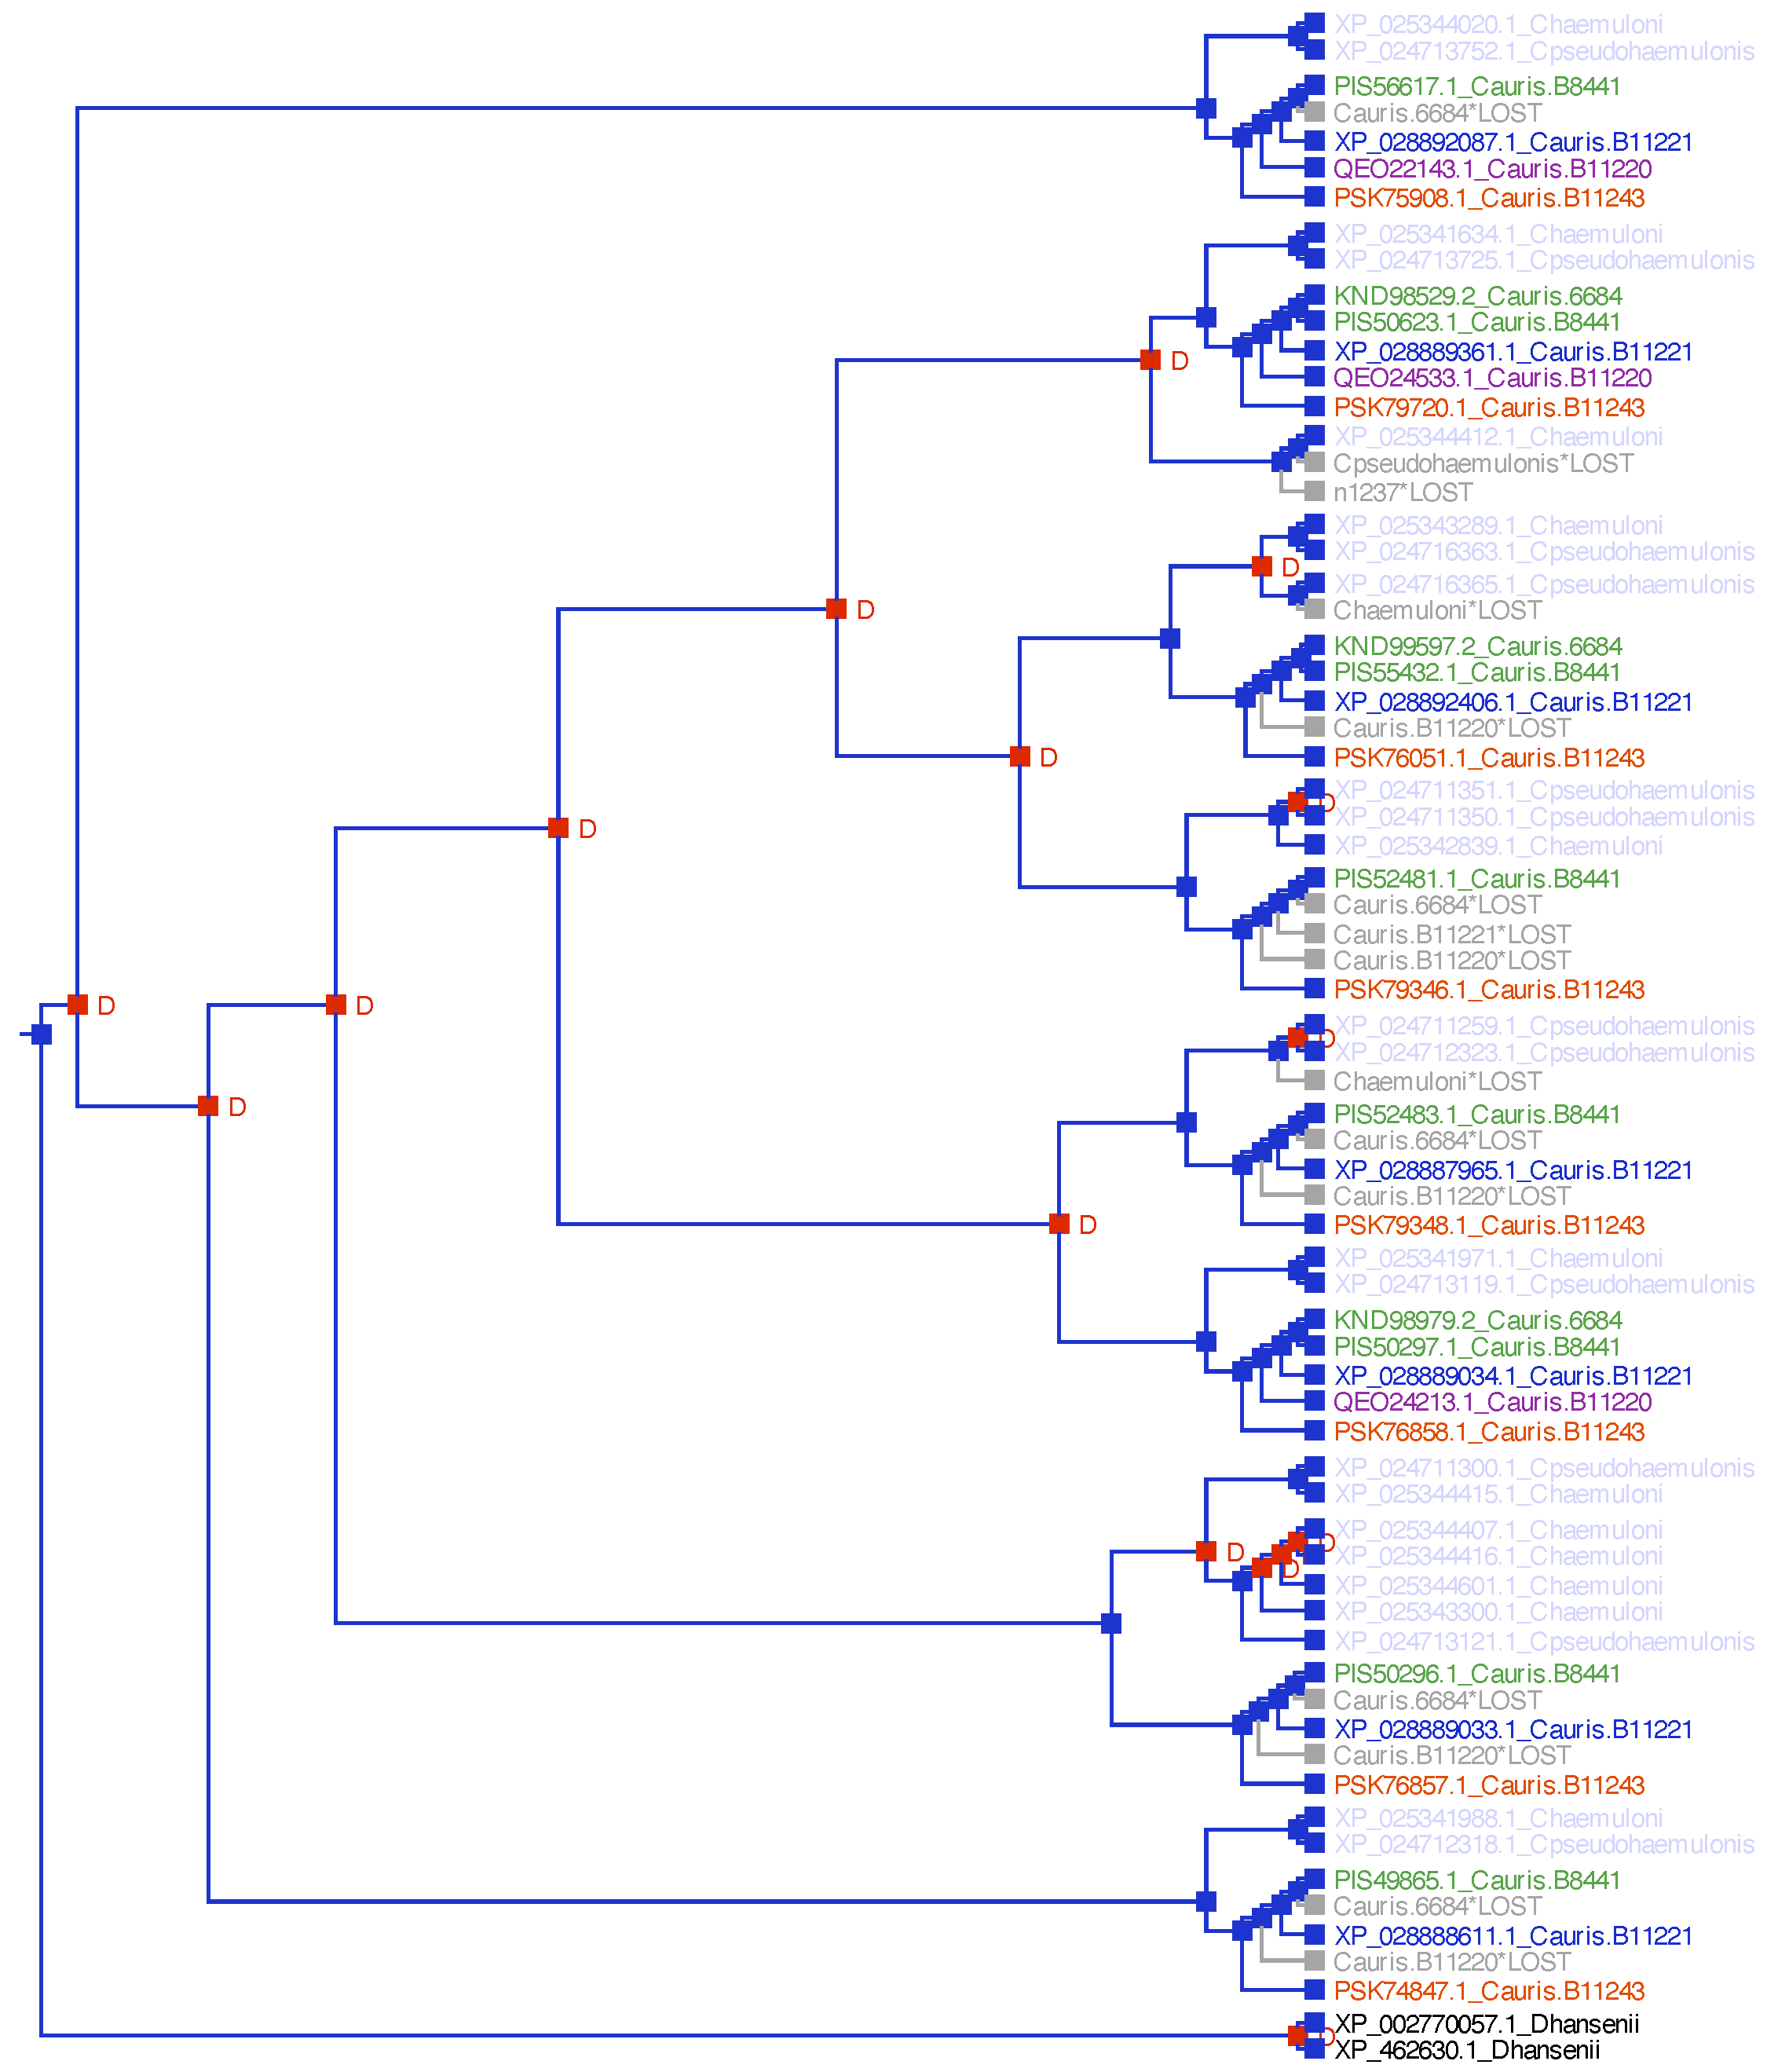 XP_025344020.1_Chaemuloni
XP_024713752.1_Cpseudohaemulonis
PIS56617.1_Cauris.B8441
Cauris.6684*LOST
XP_028892087.1_Cauris.B11221
QEO22143.1_Cauris.B11220
PSK75908.1_Cauris.B11243
XP_025341634.1_Chaemuloni
XP_024713725.1_Cpseudohaemulonis
KND98529.2_Cauris.6684
PIS50623.1_Cauris.B8441
XP_028889361.1_Cauris.B11221
D
QEO24533.1_Cauris.B11220
PSK79720.1_Cauris.B11243
XP_025344412.1_Chaemuloni
Cpseudohaemulonis*LOST
n1237*LOST
XP_025343289.1_Chaemuloni
XP_024716363.1_Cpseudohaemulonis
D
XP_024716365.1_Cpseudohaemulonis
D
Chaemuloni*LOST
KND99597.2_Cauris.6684
PIS55432.1_Cauris.B8441
XP_028892406.1_Cauris.B11221
Cauris.B11220*LOST
D
PSK76051.1_Cauris.B11243
XP_024711351.1_Cpseudohaemulonis
D
XP_024711350.1_Cpseudohaemulonis
D
XP_025342839.1_Chaemuloni
PIS52481.1_Cauris.B8441
Cauris.6684*LOST
Cauris.B11221*LOST
Cauris.B11220*LOST
PSK79346.1_Cauris.B11243
D
D
XP_024711259.1_Cpseudohaemulonis
D
XP_024712323.1_Cpseudohaemulonis
Chaemuloni*LOST
D
PIS52483.1_Cauris.B8441
Cauris.6684*LOST
XP_028887965.1_Cauris.B11221
Cauris.B11220*LOST
D
PSK79348.1_Cauris.B11243
XP_025341971.1_Chaemuloni
XP_024713119.1_Cpseudohaemulonis
KND98979.2_Cauris.6684
PIS50297.1_Cauris.B8441
XP_028889034.1_Cauris.B11221
QEO24213.1_Cauris.B11220
PSK76858.1_Cauris.B11243
XP_024711300.1_Cpseudohaemulonis
XP_025344415.1_Chaemuloni
XP_025344407.1_Chaemuloni
D
D
XP_025344416.1_Chaemuloni
D
XP_025344601.1_Chaemuloni
XP_025343300.1_Chaemuloni
XP_024713121.1_Cpseudohaemulonis
PIS50296.1_Cauris.B8441
Cauris.6684*LOST
XP_028889033.1_Cauris.B11221
Cauris.B11220*LOST
PSK76857.1_Cauris.B11243
XP_025341988.1_Chaemuloni
XP_024712318.1_Cpseudohaemulonis
PIS49865.1_Cauris.B8441
Cauris.6684*LOST
XP_028888611.1_Cauris.B11221
Cauris.B11220*LOST
PSK74847.1_Cauris.B11243
XP_002770057.1_Dhansenii
D
XP_462630.1_Dhansenii